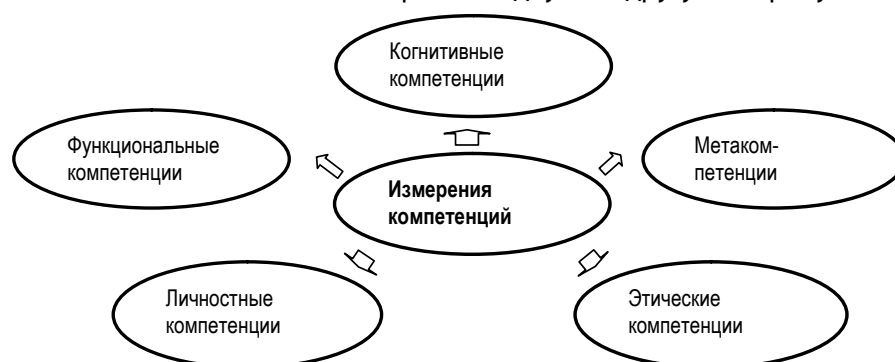 Когнитивные
компетенции
Функциональные
компетенции
Метаком-
петенции
Измерения
компетенций
Личностные
компетенции
Этические
компетенции